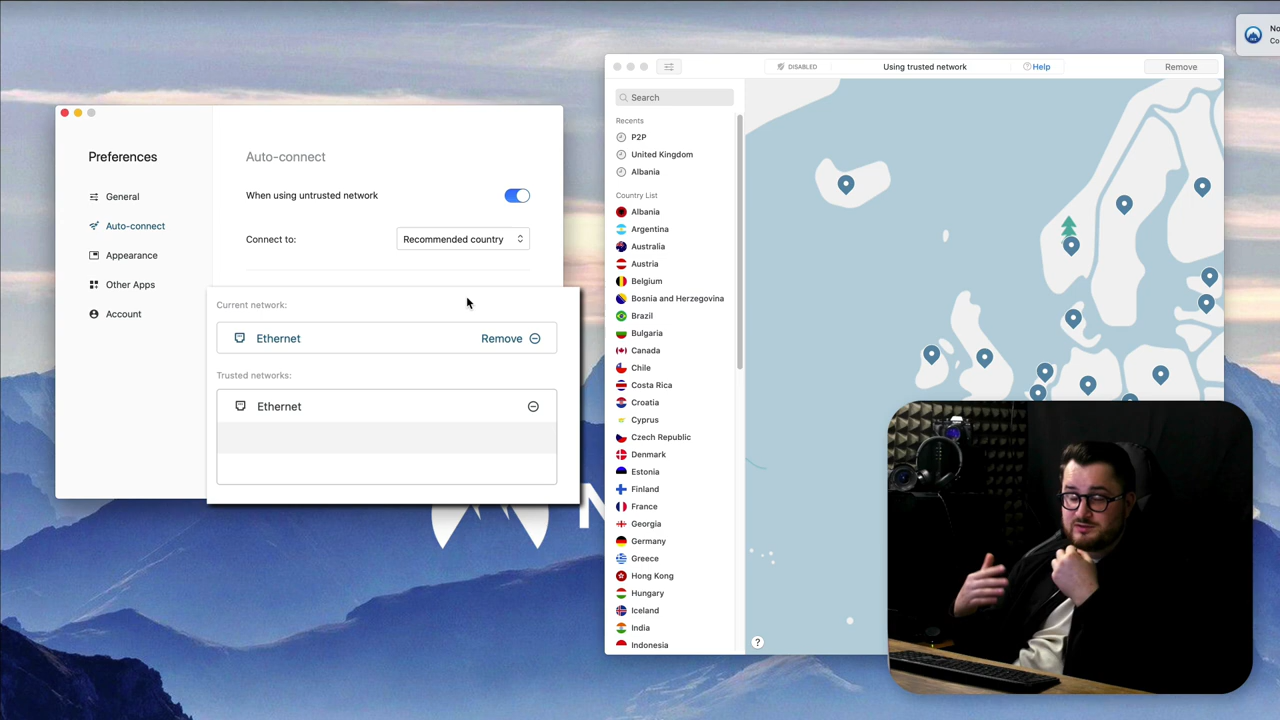 Preferences
General
Auto-connect
Appearance
Other Apps
Account
Auto-connect
When using untrusted network
Connect to:
Recommended country
Current network:
Ethernet
Remove
Trusted networks:
Ethernet
N
DISABLED
Using trusted network
Help
Remove
Search
Recents
P2P
United Kingdom
Albania
Country List
Albania
Argentina
Australia
Austria
Belgium
Bosnia and Herzegovina
Brazil
Bulgaria
Canada
Chile
Costa Rica
Croatia
Cyprus
Czech Republic
Denmark
Estonia
Finland
France
Georgia
Germany
Greece
Hong Kong
Hungary
Iceland
India
Indonesia
?
No
Co